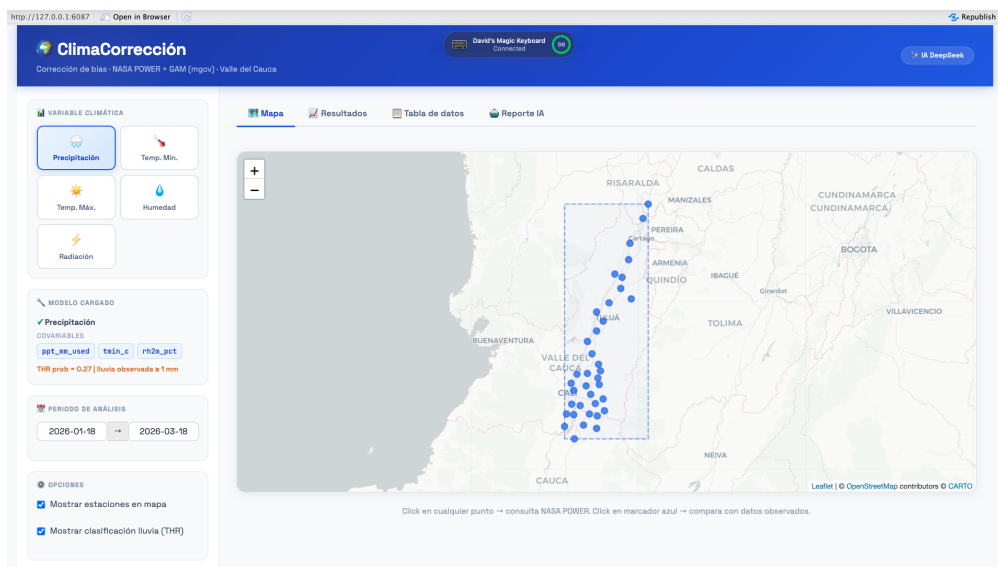 http://127.0.0.1:6087 Open in Browser Republish
ClimaCorrección
Corrección de bias · NASA POWER + GAM (mgcv) · Valle del Cauca
David's Magic Keyboard
Connected
98
IA DeepSeek
VARIABLE CLIMÁTICA
Precipitación
Temp. Mín.
Temp. Máx.
Humedad
Radiación
MODELO CARGADO
✔ Precipitación
COVARIABLES
ppt_mm_used tmin_c rh2m_pct
THR prob = 0.27 | lluvia observada ≥ 1 mm
PERIODO DE ANÁLISIS
2026-01-18 → 2026-03-18
OPCIONES
Mostrar estaciones en mapa
Mostrar clasificación lluvia (THR)
Mapa Resultados Tabla de datos Reporte IA
+
−
CALDAS
RISARALDA
MANIZALES
CUNDINAMARCA
CUNDINAMARCA
PEREIRA
Cartago
BOGOTA
ARMENIA
IBAGUÉ
QUINDÍO
Girardot
VILLAVICENCIO
TULUÁ
TOLIMA
BUENAVENTURA
VALLE DEL
CAUCA
CALI
NEIVA
CAUCA
Leaflet | © OpenStreetMap contributors © CARTO
Click en cualquier punto → consulta NASA POWER. Click en marcador azul → compara con datos observados.